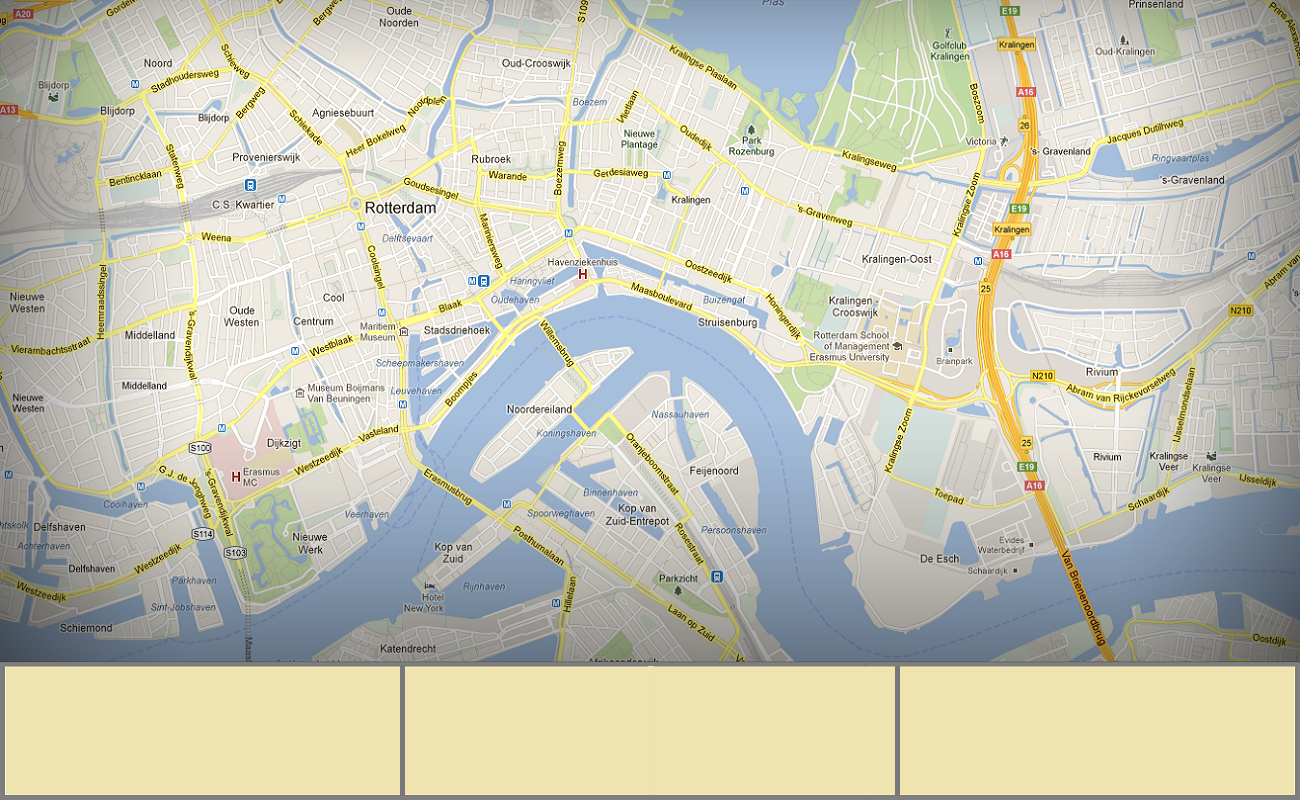 A20
Gordelw
Bergweg
Oude
Noorden
S109
Plas
E19
Prinsenland
Prins Alexander
Noord
Schieweg
Stadhoudersweg
Oud-Crooswijk
Kralingse Plaslaan
Golfclub
Kralingen
Kralingen
Oud-Kralingen
Blijdorp
A13
Blijdorp
Blijdorp
Bergweg
Schiekade
Agniesebuurt
Noordplein
Boezem
Vlietlaan
Boszoom
A16
26
Jacques Dutilhweg
Heer Bokelweg
Nieuwe
Plantage
Oudedijk
Park
Rozenburg
Victoria
's- Gravenland
Ringvaartplas
Provenierswijk
Statenweg
Rubroek
Boezemweg
Kralingseweg
Bentincklaan
Warande
Gerdesiaweg
's-Gravenland
C.S. Kwartier
Goudsesingel
Kralingen
Kralingse Zoom
Rotterdam
's-Gravenweg
E19
Kralingen
Weena
Delftsevaart
Mariniersweg
Coolsingel
Havenziekenhuis
H
Oostzeedijk
Kralingen-Oost
A16
Abram van
Heemraadssingel
Nieuwe
Westen
Cool
Haringvliet
Oudehaven
Maasboulevard
Buizengat
25
Oude
Westen
Centrum
Blaak
Kralingen -
Crooswijk
Honingerdijk
N210
's-Gravendijkwal
Middelland
Maritiem
Museum
Stadsdriehoek
Struisenburg
Willemsbrug
Vierambachtsstraat
Westblaak
Rotterdam School
of Management
Erasmus University
Brainpark
Scheepmakershaven
Rivium
N210
Middelland
Museum Boijmans
Van Beuningen
Leuvehaven
Boompjes
Abram van Rijckevorselweg
Nieuwe
Westen
Noordereiland
Nassauhaven
IJsselmondselaan
Vasteland
Koningshaven
Kralingse Zoom
S100
Dijkzigt
Oranjeboomstraat
25
Rivium
Kralingse
Veer
Kralingse
Veer
H
Erasmus
MC
Westzeedijk
Feijenoord
E19
A16
IJsseldijk
G.J. de Jonghweg
's-Gravendijkwal
Erasmusbrug
Binnenhaven
Toepad
Schaardijk
Coolhaven
Veerhaven
Spoorweghaven
Kop van
Zuid-Entrepot
Persoonshaven
Delfshaven
Achterhaven
S114
S103
Nieuwe
Werk
Posthumalaan
Rosestraat
Evides
Waterbedrijf
Kop van
Zuid
De Esch
Schaardijk
Delfshaven
Westzeedijk
Westzeedijk
Parkhaven
Rijnhaven
Hotel
New York
Hillelaan
Parkzicht
Van Brienenoordbrug
Sint-Jobshaven
Schiemond
Laan op Zuid
Katendrecht
Oostdijk